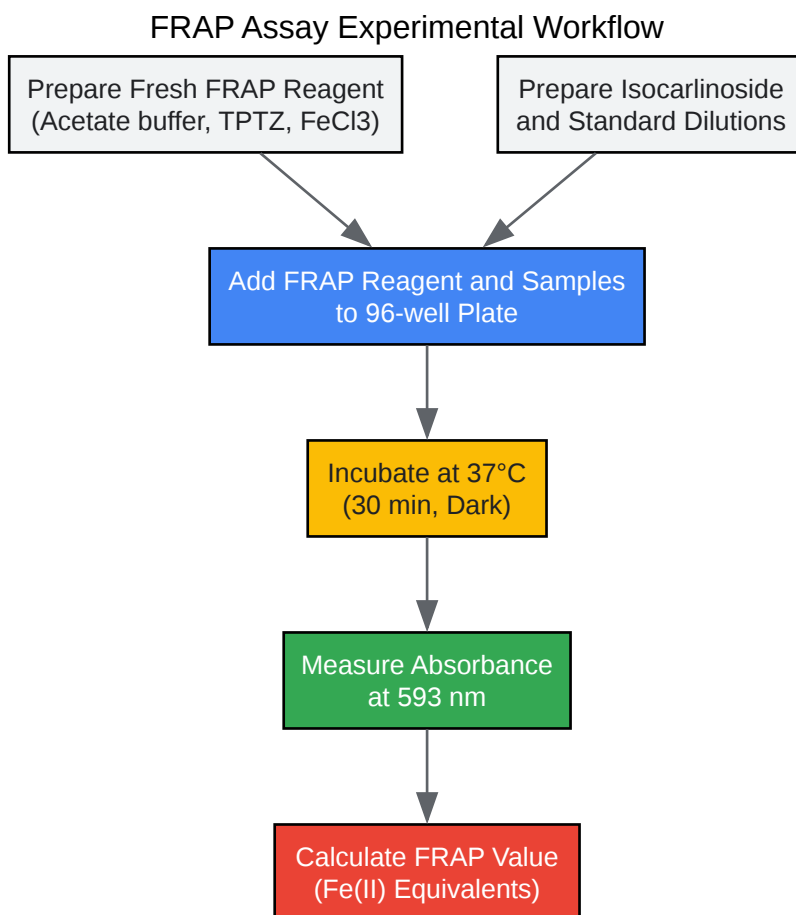 FRAP Assay Experimental Workflow
Prepare Fresh FRAP Reagent
(Acetate buffer, TPTZ, FeCl3)
Prepare Isocarlinoside
and Standard Dilutions
Add FRAP Reagent and Samples
to 96-well Plate
Incubate at 37°C
(30 min, Dark)
Measure Absorbance
at 593 nm
Calculate FRAP Value
(Fe(II) Equivalents)